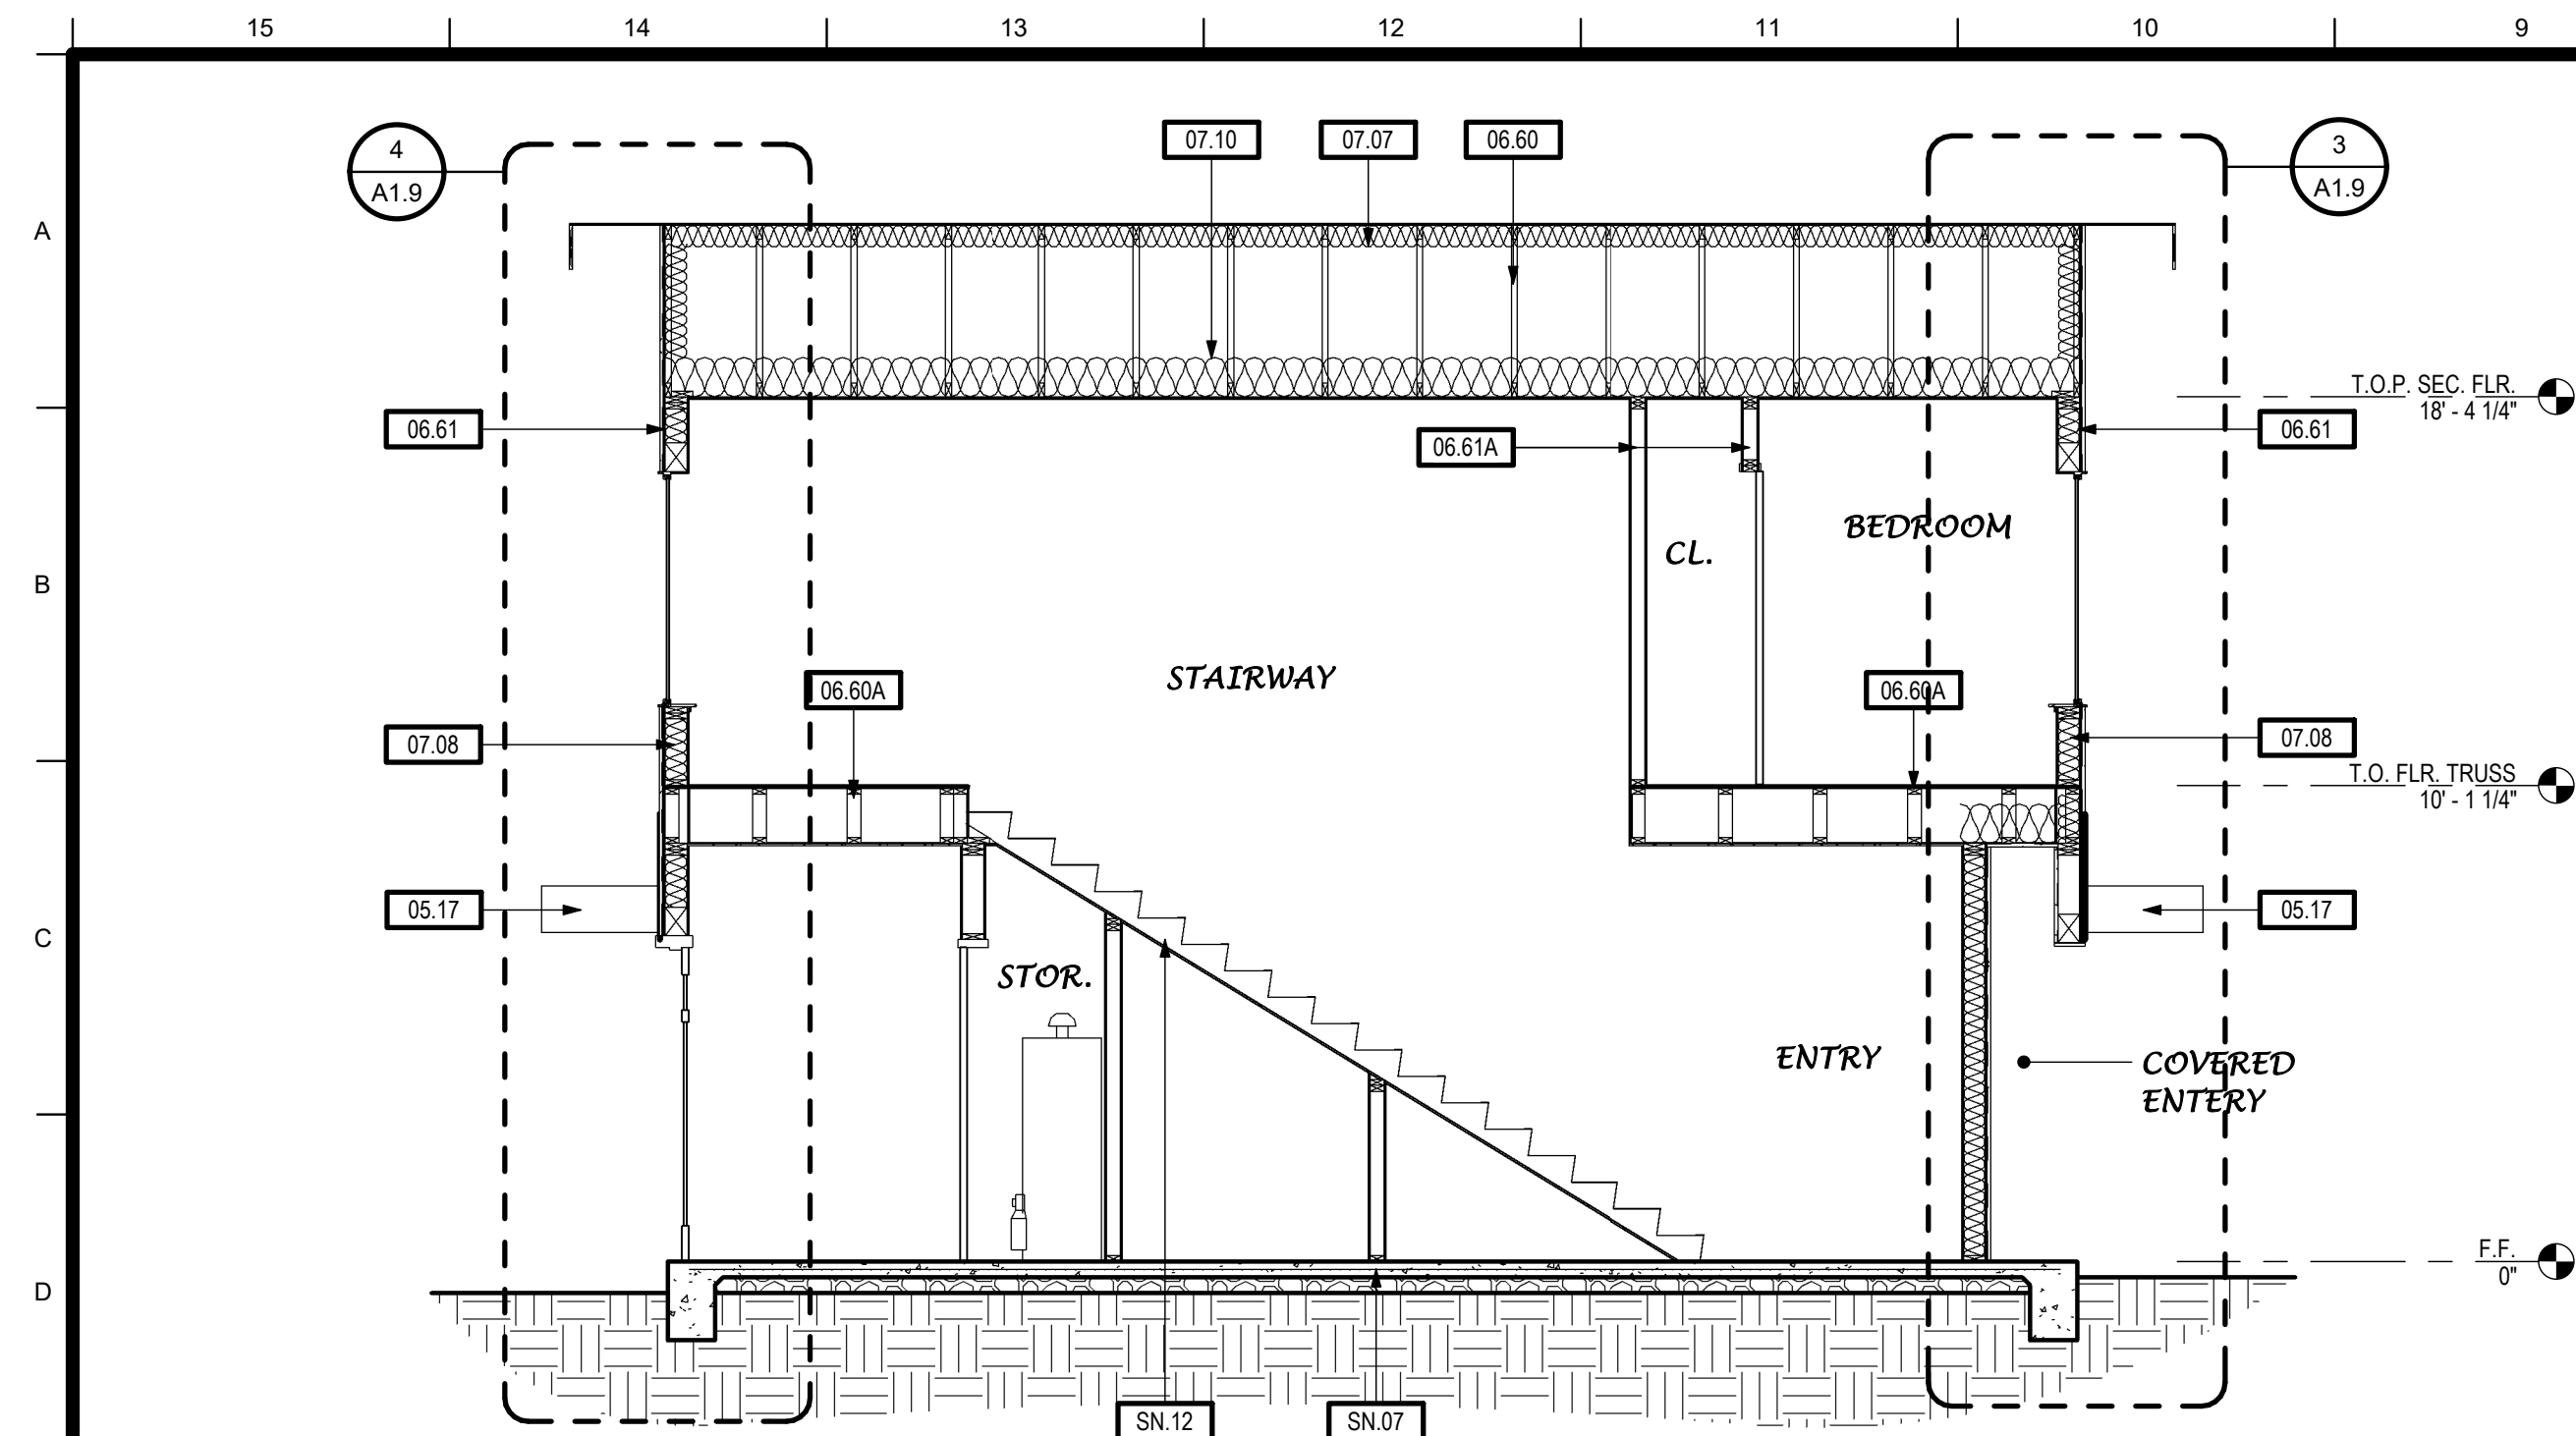 15 14 13 12 11 10 9
4
A1.9
07.10 07.07 06.60
3
A1.9
A
T.O.P. SEC. FLR.
18' - 4 1/4"
06.61
06.61A
06.61
BEDROOM
CL.
B
STAIRWAY
06.60A
06.60A
07.08
07.08
T.O. FLR. TRUSS
10' - 1 1/4"
05.17
05.17
C
STOR.
ENTRY
COVERED
ENTERY
F.F.
0"
D
SN.12 SN.07